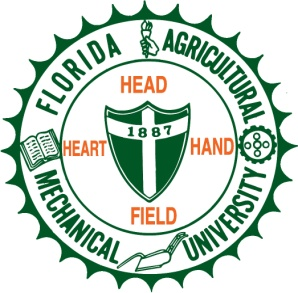 FLORIDA AGRICULTURAL
MECHANICAL UNIVERSITY
HEAD
1887
HEART HAND
FIELD